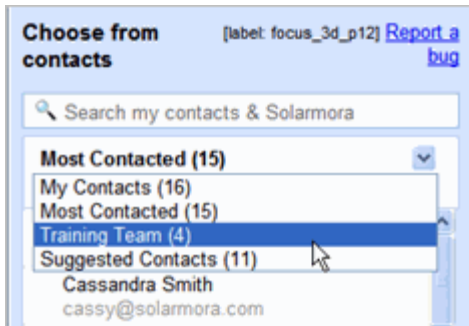 Choose from contacts
[label: focus_3d_p12] Report a bug
Search my contacts & Solarmora
Most Contacted (15)
My Contacts (16)
Most Contacted (15)
Training Team (4)
Suggested Contacts (11)
Cassandra Smith
cassy@solarmora.com